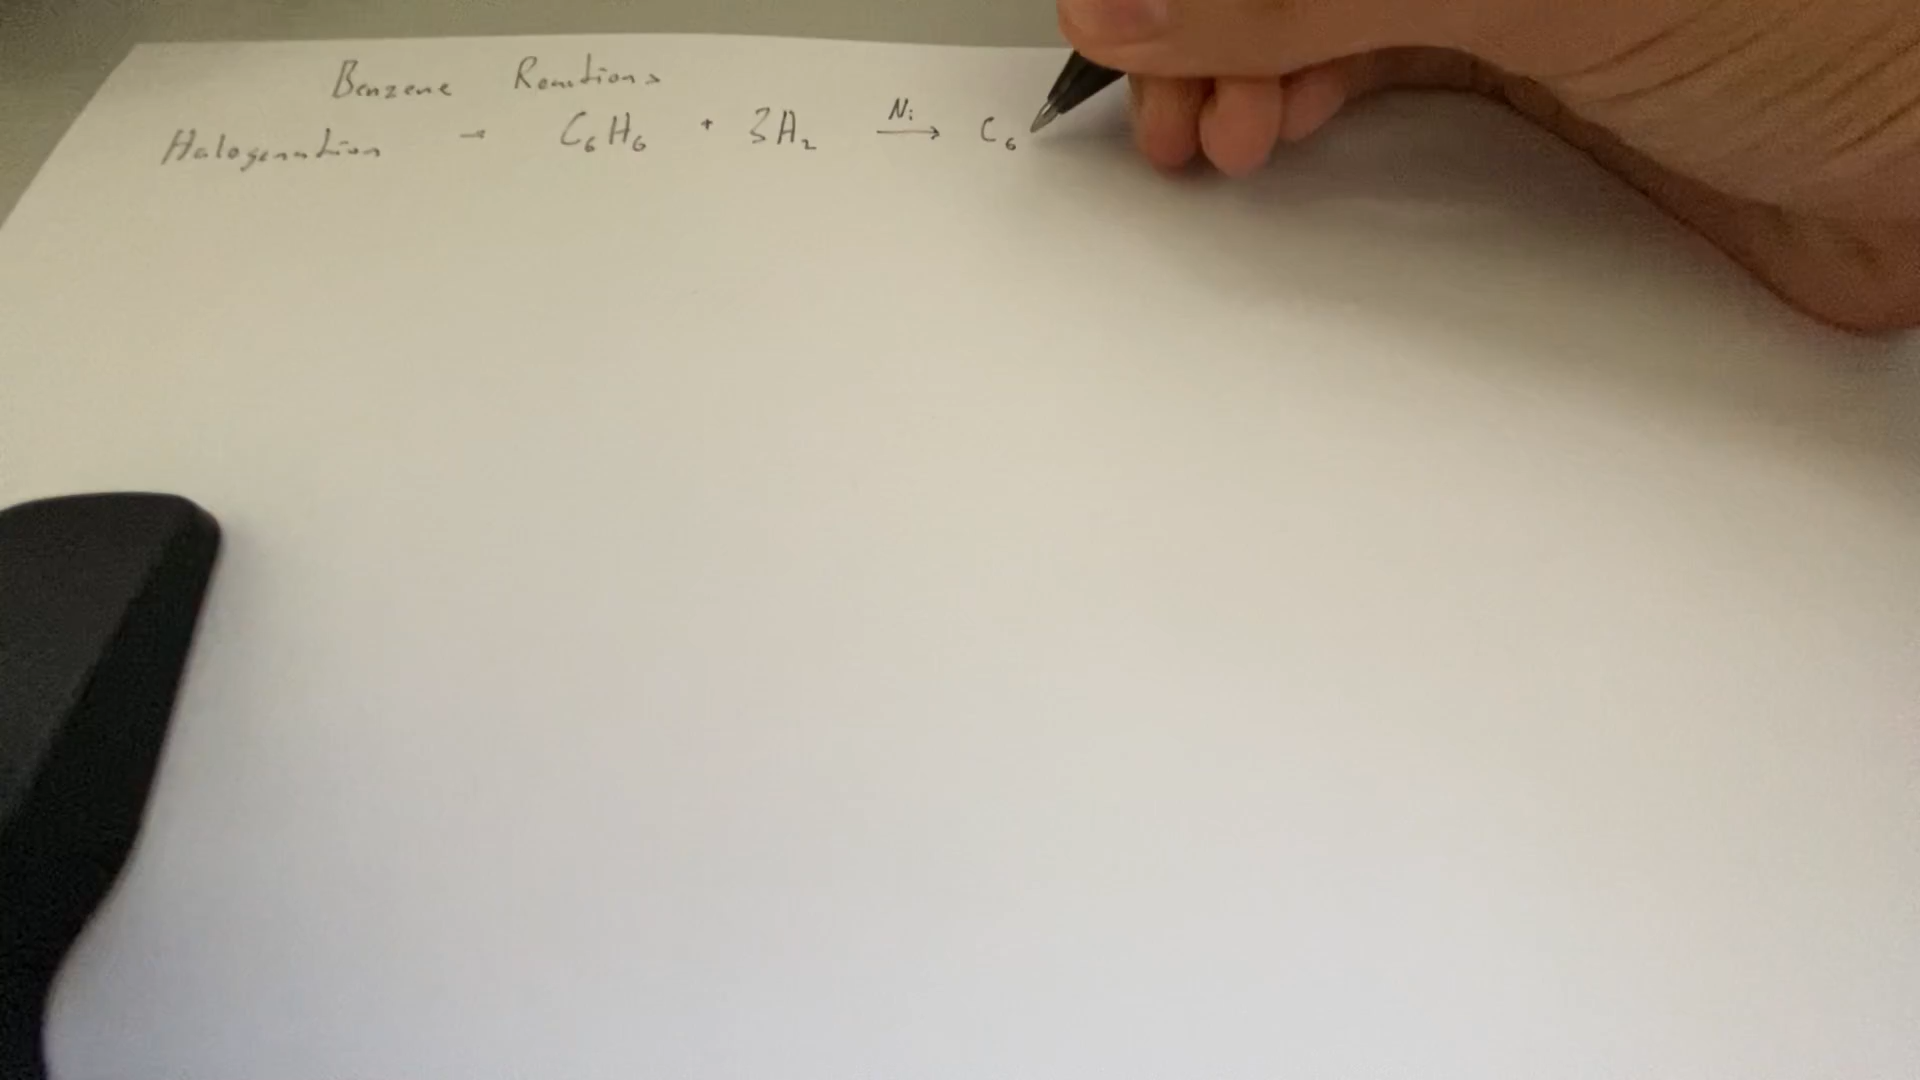 Benzene Reactions
Halogenation → C₆H₆ + 3H₂ —Ni→ C₆